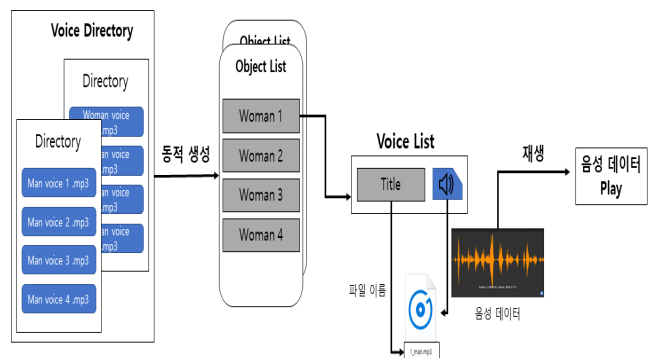 Voice Directory
Directory
Woman voice
.mp3
an voice
.mp3
an voice
.mp3
an voice
.mp3
Directory
Man voice 1 .mp3
Man voice 2 .mp3
Man voice 3 .mp3
Man voice 4 .mp3
동적 생성
Object List
Object List
Woman 1
Woman 2
Woman 3
Woman 4
Voice List
Title
재생
음성 데이터
Play
파일 이름
음성 데이터
1_man.mp3